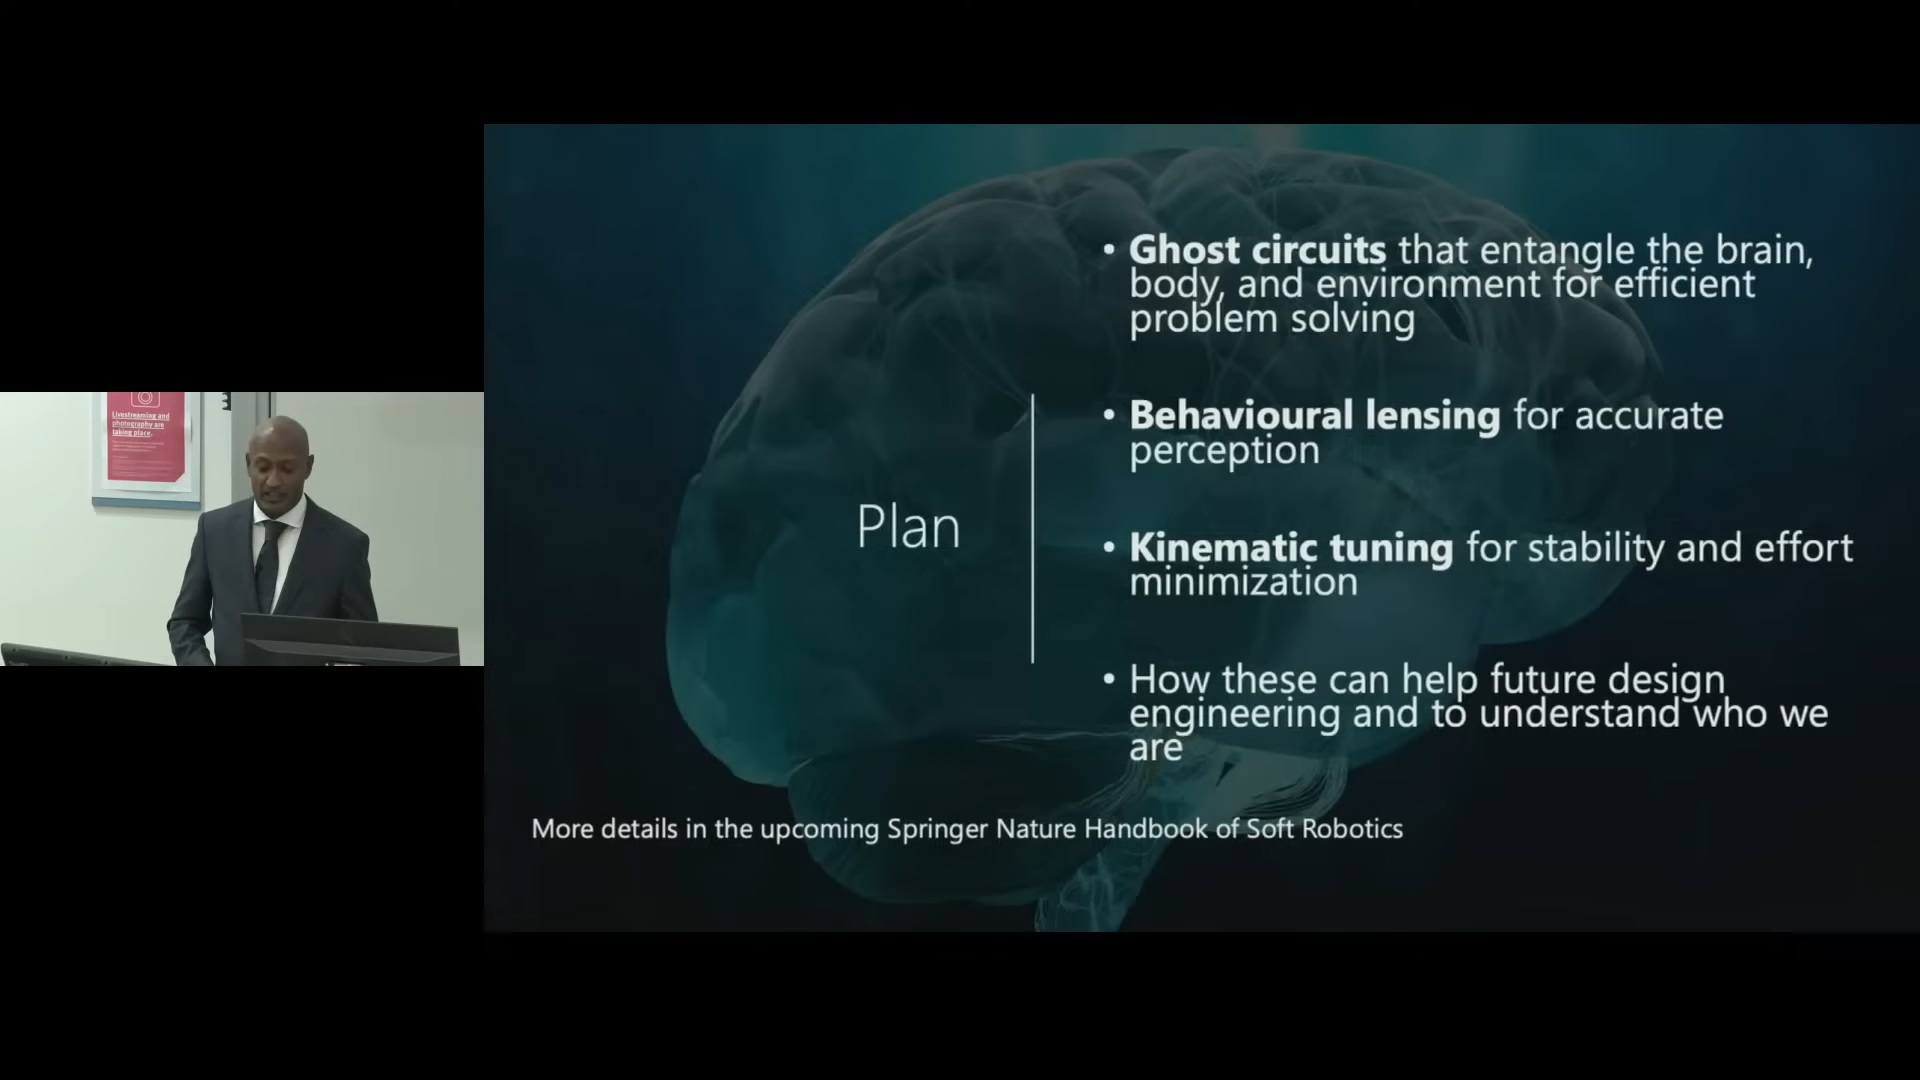 Livestreaming and
photography are
taking place.
Plan
• Ghost circuits that entangle the brain,
body, and environment for efficient
problem solving
• Behavioural lensing for accurate
perception
• Kinematic tuning for stability and effort
minimization
• How these can help future design
engineering and to understand who we
are
More details in the upcoming Springer Nature Handbook of Soft Robotics